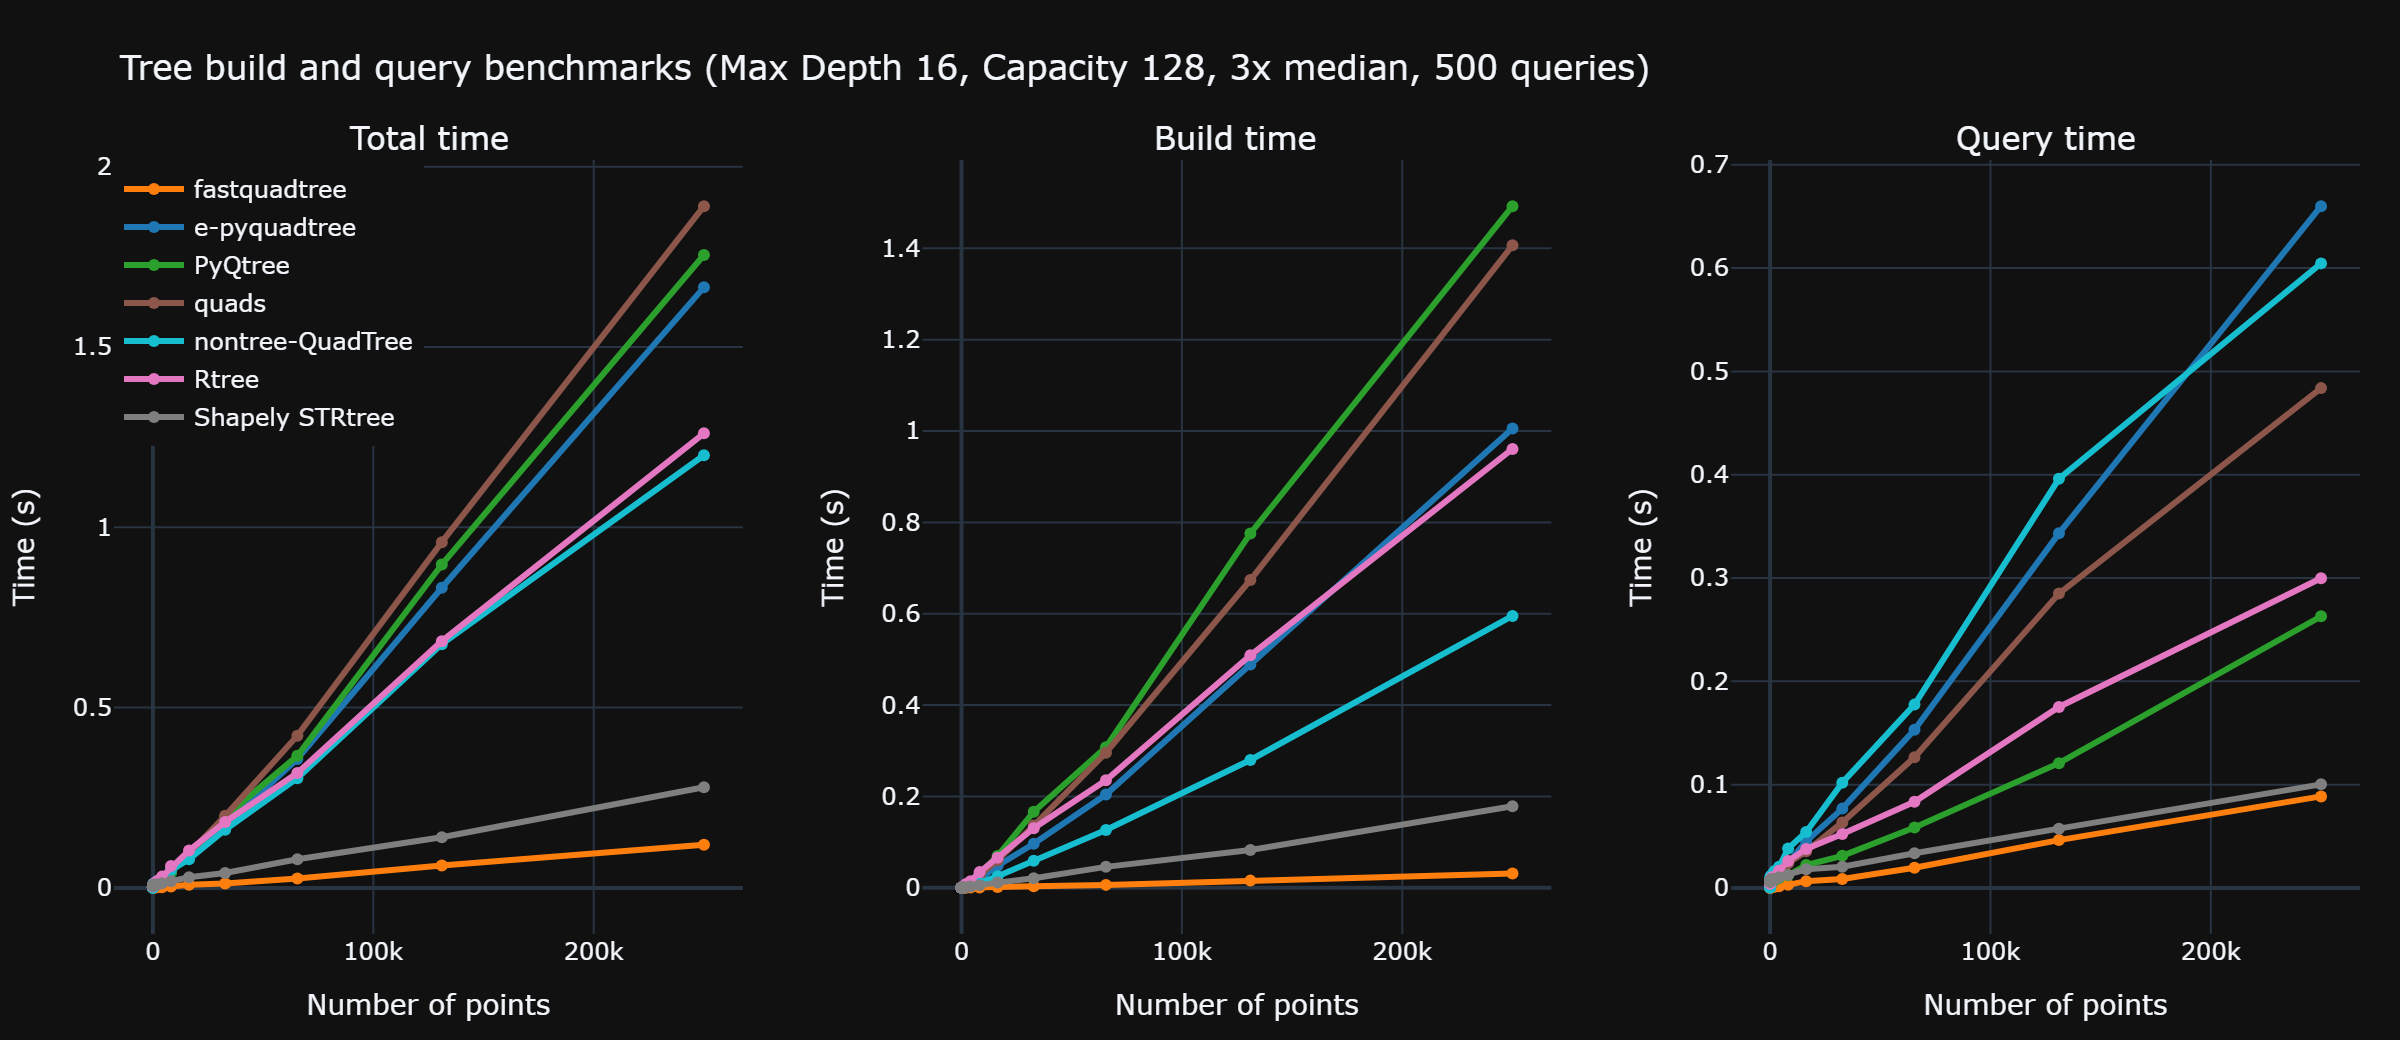 Tree build and query benchmarks (Max Depth 16, Capacity 128, 3x median, 500 queries)
Total time
2
1.5
1
0.5
0
0
100k
200k
Time (s)
Number of points
fastquadtree
e-pyquadtree
PyQtree
quads
nontree-QuadTree
Rtree
Shapely STRtree
Build time
1.4
1.2
1
0.8
0.6
0.4
0.2
0
0
100k
200k
Time (s)
Number of points
Query time
0.7
0.6
0.5
0.4
0.3
0.2
0.1
0
0
100k
200k
Time (s)
Number of points